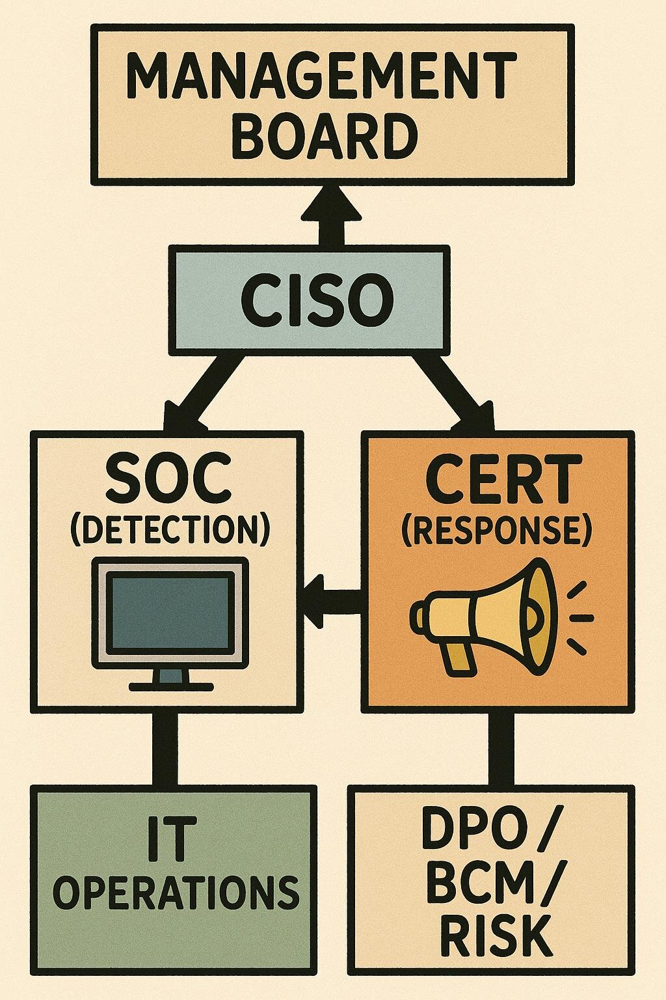 MANAGEMENT
BOARD
CISO
SOC
(DETECTION)
CERT
(RESPONSE)
IT
OPERATIONS
DPO /
BCM/
RISK